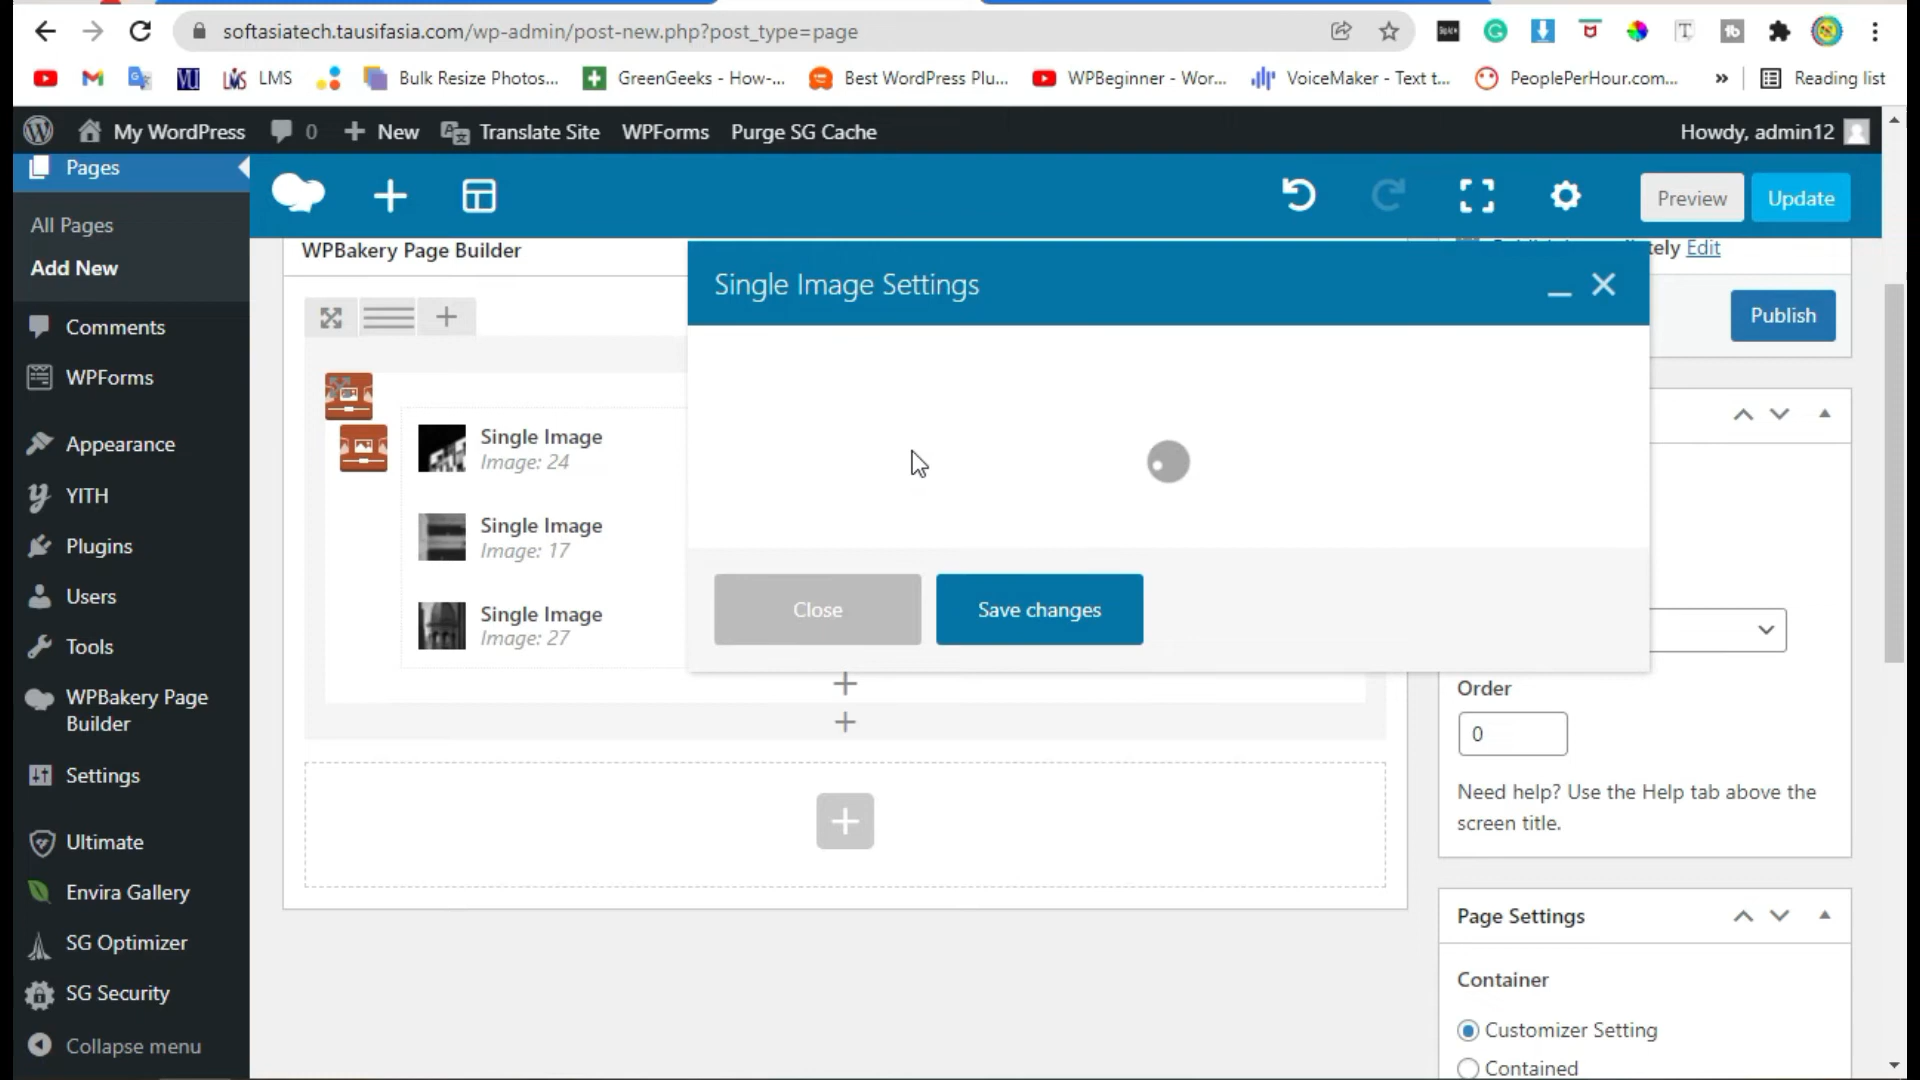 softasiatech.tausifasia.com/wp-admin/post-new.php?post_type=page
LMS
Bulk Resize Photos...
GreenGeeks - How-...
Best WordPress Plu...
WPBeginner - Wor...
VoiceMaker - Text t...
PeoplePerHour.com...
»
Reading list
My WordPress
0
New
Translate Site
WPForms
Purge SG Cache
Howdy, admin12
Pages
All Pages
Add New
Comments
WPForms
Appearance
YITH
Plugins
Users
Tools
WPBakery Page
Builder
Settings
Ultimate
Envira Gallery
SG Optimizer
SG Security
Collapse menu
Preview
Update
WPBakery Page Builder
Edit
Single Image Settings
Publish
Single Image
Image: 24
Single Image
Image: 17
Single Image
Image: 27
Close
Save changes
Order
0
Need help? Use the Help tab above the
screen title.
Page Settings
Container
Customizer Setting
Contained